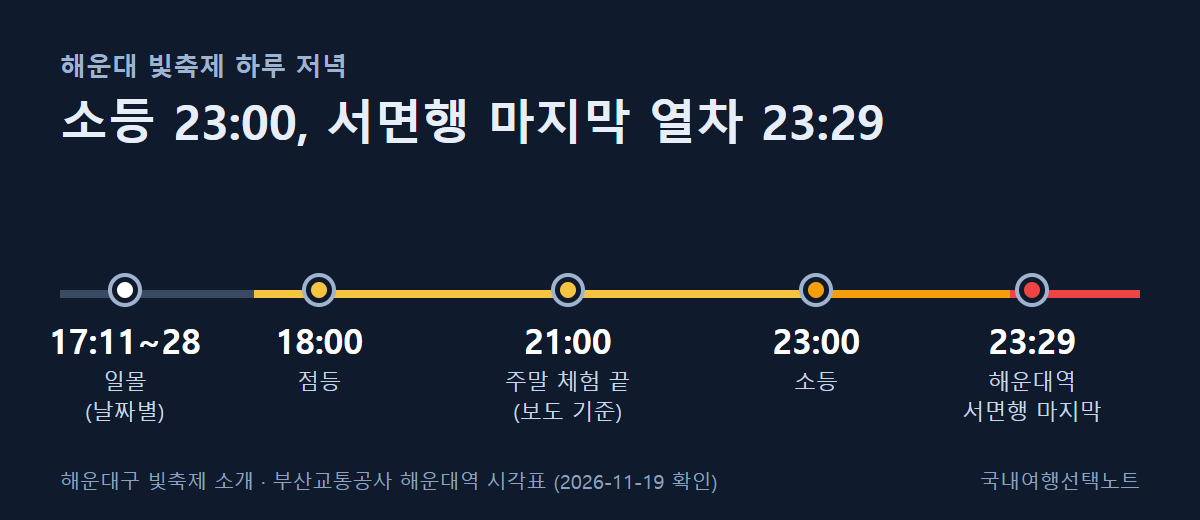 해운대 빛축제 하루 저녁
소등 23:00, 서면행 마지막 열차 23:29
17:11~28
일몰
(날짜별)
18:00
점등
21:00
주말 체험 끝
(보도 기준)
23:00
소등
23:29
해운대역
서면행 마지막
해운대구 빛축제 소개 · 부산교통공사 해운대역 시각표 (2026-11-19 확인)
국내여행선택노트